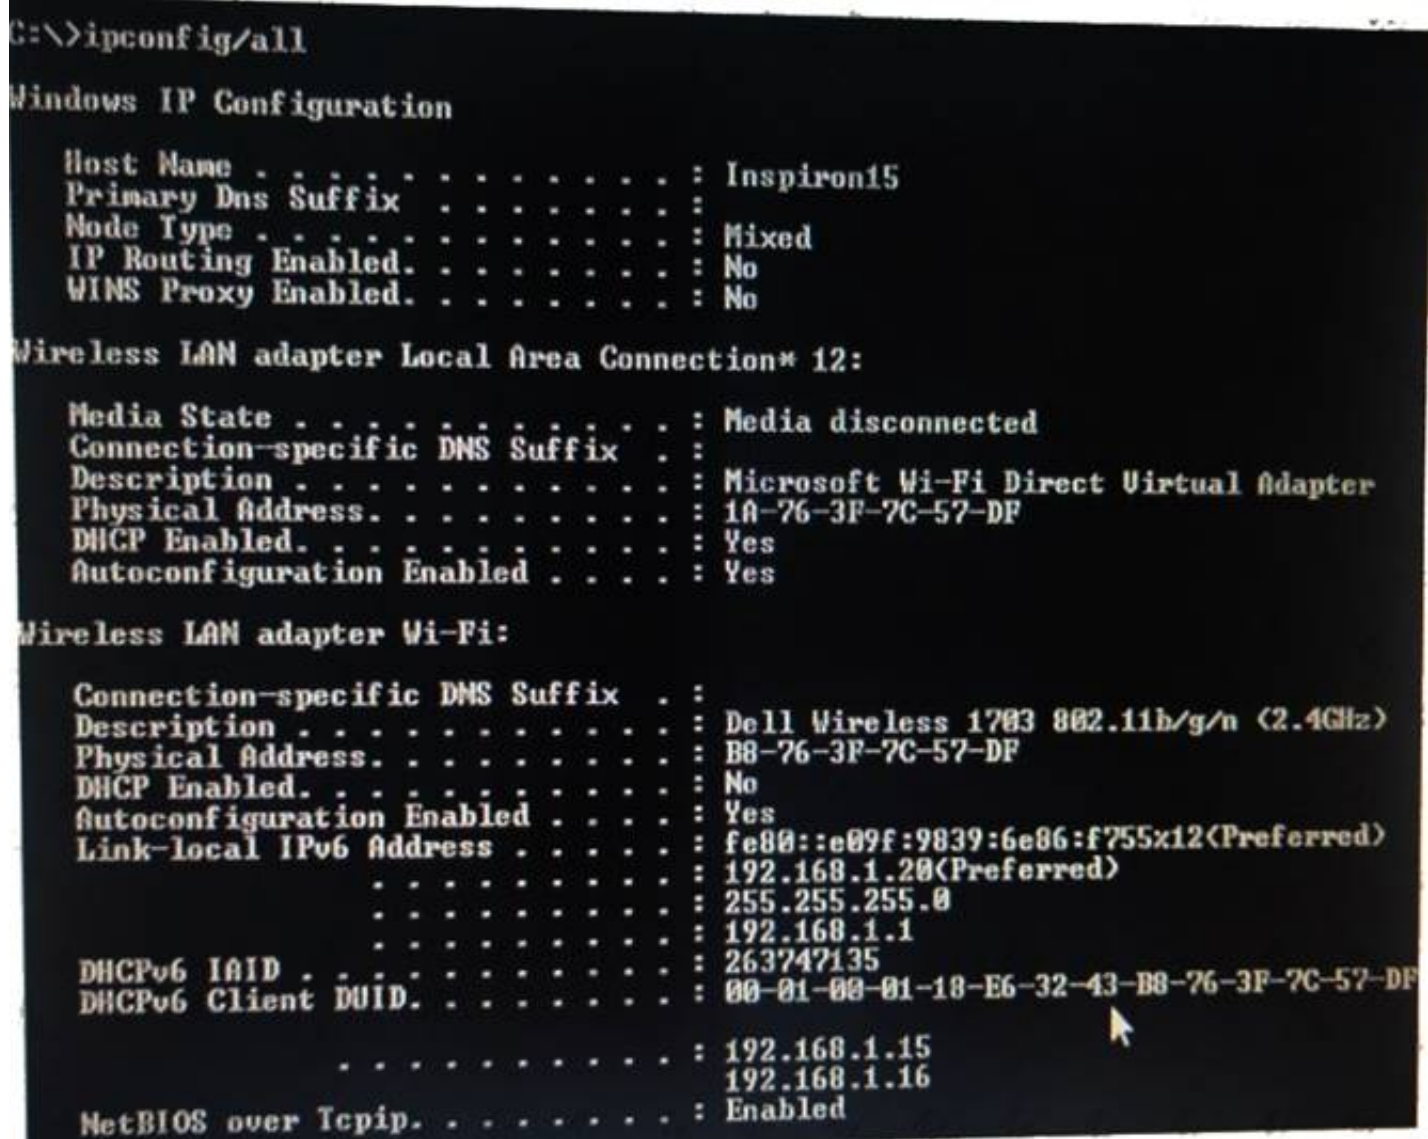 C:\>ipconfig/all
Windows IP Configuration
Host Name . . . . . . . . . . . . : Inspiron15
Primary Dns Suffix . . . . . . . :
Node Type . . . . . . . . . . . . : Mixed
IP Routing Enabled. . . . . . . . : No
WINS Proxy Enabled. . . . . . . . : No
Wireless LAN adapter Local Area Connection* 12:
Media State . . . . . . . . . . . : Media disconnected
Connection-specific DNS Suffix . :
Description . . . . . . . . . . . : Microsoft Wi-Fi Direct Virtual Adapter
Physical Address. . . . . . . . . : 1A-76-3F-7C-57-DF
DHCP Enabled. . . . . . . . . . . : Yes
Autoconfiguration Enabled . . . . : Yes
Wireless LAN adapter Wi-Fi:
Connection-specific DNS Suffix . :
Description . . . . . . . . . . . : Dell Wireless 1703 802.11b/g/n (2.4GHz)
Physical Address. . . . . . . . . : B8-76-3F-7C-57-DF
DHCP Enabled. . . . . . . . . . . : No
Autoconfiguration Enabled . . . . : Yes
Link-local IPv6 Address . . . . . : fe80::e09f:9839:6e86:f755%12(Preferred)
. . . . . . . . . : 192.168.1.20(Preferred)
. . . . . . . . . : 255.255.255.0
. . . . . . . . . : 192.168.1.1
DHCPv6 IAID . . . . . . . . . . . : 263747135
DHCPv6 Client DUID. . . . . . . . : 00-01-00-01-18-E6-32-43-B8-76-3F-7C-57-DF
. . . . . . . . . . : 192.168.1.15
192.168.1.16
NetBIOS over Tcpip. . . . . . . . : Enabled